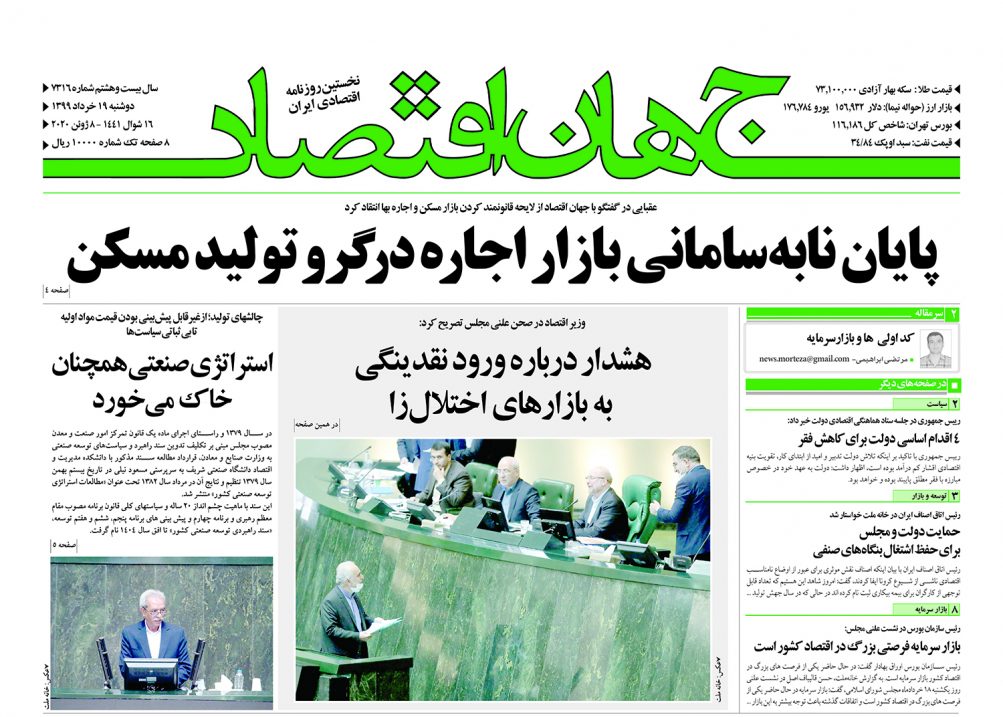 جهان اقتصاد
نخستین روزنامه
اقتصادی ایران
سال بیست و هشتم شماره ۷۳۱۶
دوشنبه ۱۹ خرداد ۱۳۹۹
۱۶ شوال ۱۴۴۱ - ۸ ژوئن ۲۰۲۰
۸ صفحه تک شماره ۱۰۰۰۰ ریال
قیمت طلا: سکه بهار آزادی ۷۳,۱۰۰,۰۰۰
بازار ارز (حواله نیما): دلار ۱۵۶,۹۳۲ یورو ۱۷۶,۷۸۴
بورس تهران: شاخص کل ۱۱۶,۱۸۶
قیمت نفت: سبد اوپک ۳۴/۸۴
عقبایی در گفتگو با جهان اقتصاد از لایحه قانونمند کردن بازار مسکن و اجاره بها انتقاد کرد
پایان نابه‌سامانی بازار اجاره درگرو تولید مسکن
صفحه ۴
۲ سرمقاله
کد اولی ها و بازار سرمایه
مرتضی ابراهیمی- news.morteza@gmail.com
در صفحه‌های دیگر
۲ سیاست
رییس جمهوری در جلسه ستاد هماهنگی اقتصادی دولت خبر داد:
۴ اقدام اساسی دولت برای کاهش فقر
رییس جمهوری با تاکید بر اینکه تلاش دولت تدبیر و امید از ابتدای کار، تقویت بنیه
اقتصادی اقشار کم درآمد بوده است، اظهار داشت: دولت به عهد خود در خصوص
مبارزه با فقر مطلق پایبند بوده و خواهد بود.
۳ توسعه و بازار
رئیس اتاق اصناف ایران در خانه ملت خواستار شد
حمایت دولت و مجلس
برای حفظ اشتغال بنگاه‌های صنفی
رئیس اتاق اصناف ایران با بیان اینکه اصناف نقش موثری برای عبور از اوضاع نامناسب
اقتصادی ناشی از شیوع کرونا ایفا کردند، گفت: امروز شاهد این هستیم که تعداد قابل
توجهی از کارگران برای بیمه بیکاری ثبت نام کرده اند در حالی که در سال جهش تولید ...
۸ بازار سرمایه
رئیس سازمان بورس در نشست علنی مجلس:
بازار سرمایه فرصتی بزرگ در اقتصاد کشور است
رئیس سازمان بورس اوراق بهادار گفت: در حال حاضر یکی از فرصت های بزرگ در
اقتصاد کشور بازار سرمایه است. به گزارش خانه‌ملت، حسن قالیباف اصل در نشست علنی
روز یکشنبه ۱۸ خردادماه مجلس شورای اسلامی، گفت: بازار سرمایه در حال حاضر یکی از
فرصت های بزرگ در اقتصاد کشور است و اتفاقات گذشته باعث توجه بیشتر به این بازار ...
وزیر اقتصاد در صحن علنی مجلس تصریح کرد:
هشدار درباره ورود نقدینگی
به بازارهای اختلال‌زا
در همین صفحه
عکس: خانه ملت
چالشهای تولید؛ از غیر قابل پیش‌بینی بودن قیمت مواد اولیه
تا بی ثباتی سیاست‌ها
استراتژی صنعتی همچنان
خاک می‌خورد
در سال ۱۳۷۹ و راستای اجرای ماده یک قانون تمرکز امور صنعت و معدن
مصوب مجلس مبنی بر تکلیف تدوین سند راهبرد و سیاست‌های توسعه صنعتی
به وزارت صنایع و معادن، قرارداد مطالعه سند مذکور با دانشکده مدیریت و
اقتصاد دانشگاه صنعتی شریف به سرپرستی مسعود نیلی در تاریخ بیستم بهمن
سال ۱۳۷۹ تنظیم و نتایج آن در مرداد سال ۱۳۸۲ تحت عنوان «مطالعات استراتژی
توسعه صنعتی کشور» منتشر شد.
این سند با ماهیت چشم انداز ۲۰ ساله و سیاستهای کلی قانون برنامه مصوب مقام
معظم رهبری و برنامه چهارم و پیش بینی های برنامه پنجم، ششم و هفتم توسعه،
«سند راهبردی توسعه صنعتی کشور» تا افق سال ۱۴۰۴ نام گرفت.
صفحه ۵
عکس: خانه ملت